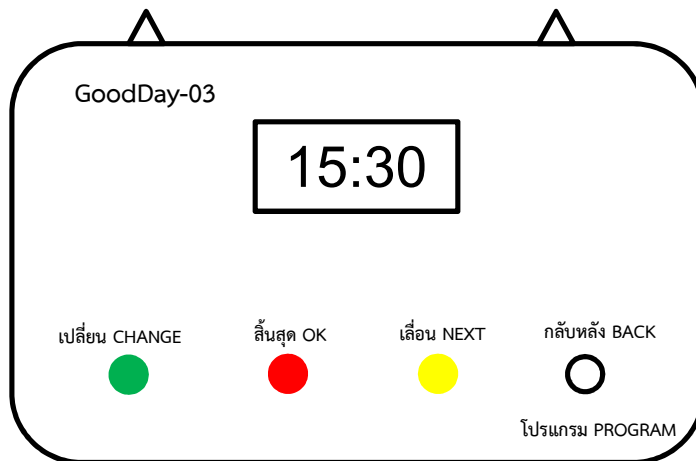 GoodDay-03
15:30
เปลี่ยน CHANGE
สิ้นสุด OK
เลื่อน NEXT
กลับหลัง BACK
โปรแกรม PROGRAM